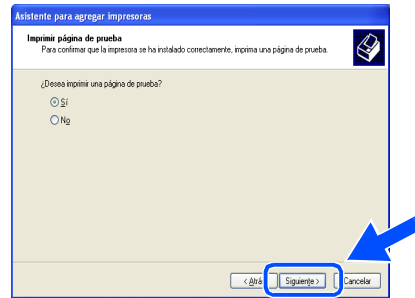 Asistente para agregar impresoras
Imprimir página de prueba
Para confirmar que la impresora se ha instalado correctamente, imprima una página de prueba.
¿Desea imprimir una página de prueba?
Sí
No
< Atrá
Siguiente >
Cancelar